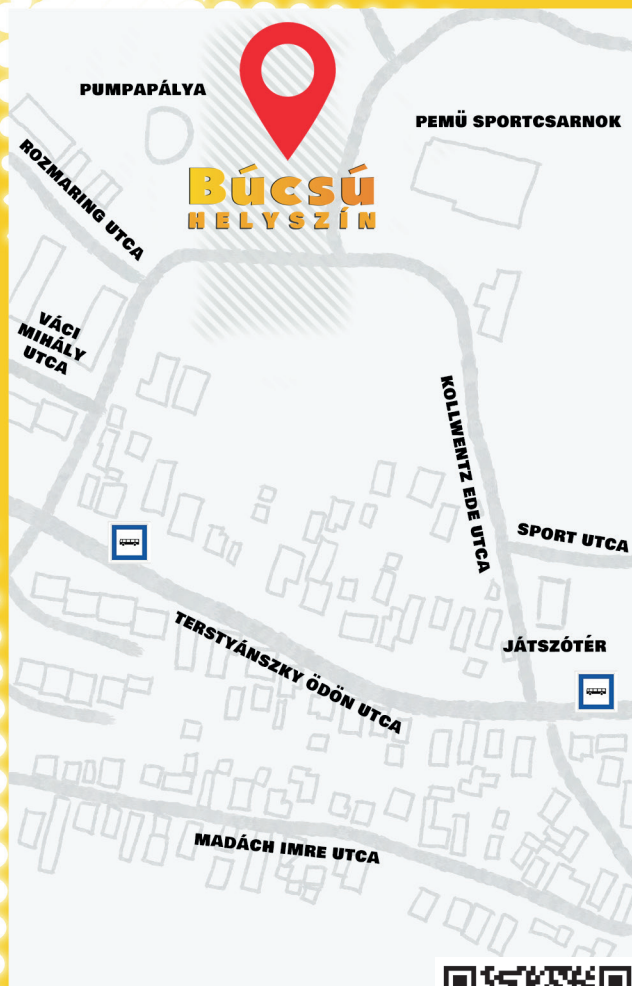 PUMPAPÁLYA
PEMÜ SPORTCSARNOK
ROZMARING UTCA
Búcsú
HELYSZÍN
VÁCI
MIHÁLY
UTCA
KOLLWENTZ EDE UTCA
SPORT UTCA
TERSTYÁNSZKY ÖDÖN UTCA
JÁTSZÓTÉR
MADÁCH IMRE UTCA